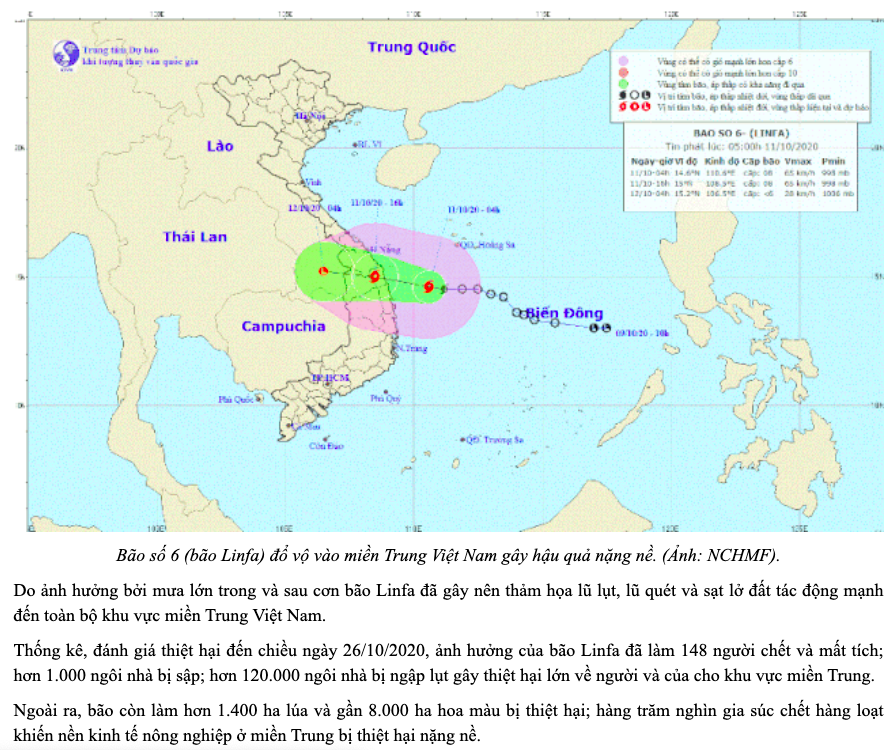 Trung tâm Dự báo
khí tượng thuỷ văn quốc gia
Trung Quốc
Vùng có thể có gió mạnh lớn hơn cấp 6
Vùng có thể có gió mạnh lớn hơn cấp 10
Vùng tâm bão, áp thấp có khả năng đi qua
Vị trí tâm bão, áp thấp nhiệt đới, vùng thấp đã qua
Vị trí tâm bão, áp thấp nhiệt đới, vùng thấp hiện tại và dự báo
BAO SO 6- (LINFA)
Tin phát lúc: 05:00h 11/10/2020
Ngay-giờ Vĩ độ Kinh độ Cấp bão Vmax Pmin
11/10-04h 14.6°N 110.6°E cấp: 08 65 km/h 998 mb
11/10-16h 15°N 108.5°E cấp: 08 65 km/h 998 mb
12/10-04h 15.2°N 106.5°E cấp: <6 28 km/h 1006 mb
Hà Nội
Lào
BL.VI
Vinh
12/10/20 - 04h
11/10/20 - 16h
11/10/20 - 04h
Thái Lan
QĐ.Hoàng Sa
Đ.Nẵng
Campuchia
Biển Đông
09/10/20 - 10h
N.Trang
TP.HCM
Phú Quốc
Phú Quý
Cà Mau
Côn Đảo
QĐ. Trường Sa
Bão số 6 (bão Linfa) đổ vộ vào miền Trung Việt Nam gây hậu quả nặng nề. (Ảnh: NCHMF).
Do ảnh hưởng bởi mưa lớn trong và sau cơn bão Linfa đã gây nên thảm họa lũ lụt, lũ quét và sạt lở đất tác động mạnh
đến toàn bộ khu vực miền Trung Việt Nam.
Thống kê, đánh giá thiệt hại đến chiều ngày 26/10/2020, ảnh hưởng của bão Linfa đã làm 148 người chết và mất tích;
hơn 1.000 ngôi nhà bị sập; hơn 120.000 ngôi nhà bị ngập lụt gây thiệt hại lớn về người và của cho khu vực miền Trung.
Ngoài ra, bão còn làm hơn 1.400 ha lúa và gần 8.000 ha hoa màu bị thiệt hại; hàng trăm nghìn gia súc chết hàng loạt
khiến nền kinh tế nông nghiệp ở miền Trung bị thiệt hại nặng nề.